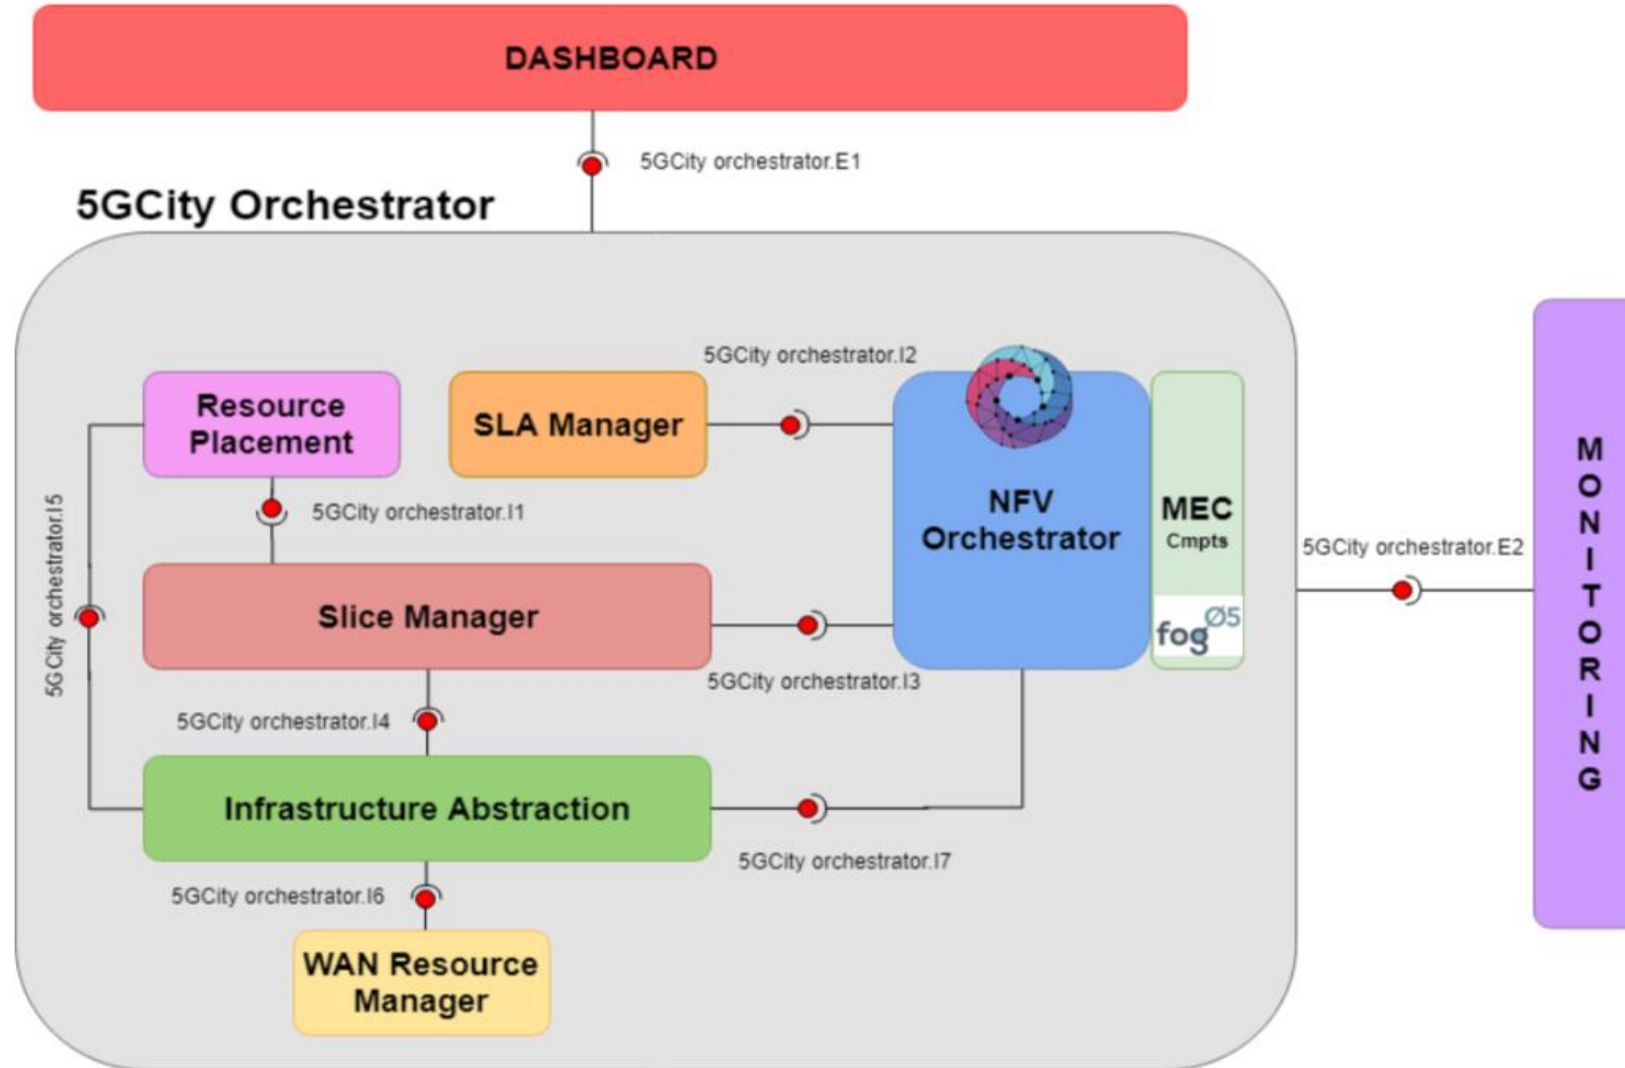 DASHBOARD
5GCity orchestrator.E1
5GCity Orchestrator
5GCity orchestrator.I2
Resource
Placement
SLA Manager
NFV
Orchestrator
MEC
Cmpts
fogØ5
5GCity orchestrator.I1
5GCity orchestrator.I5
Slice Manager
5GCity orchestrator.I3
5GCity orchestrator.E2
M
O
N
I
T
O
R
I
N
G
5GCity orchestrator.I4
Infrastructure Abstraction
5GCity orchestrator.I7
5GCity orchestrator.I6
WAN Resource
Manager